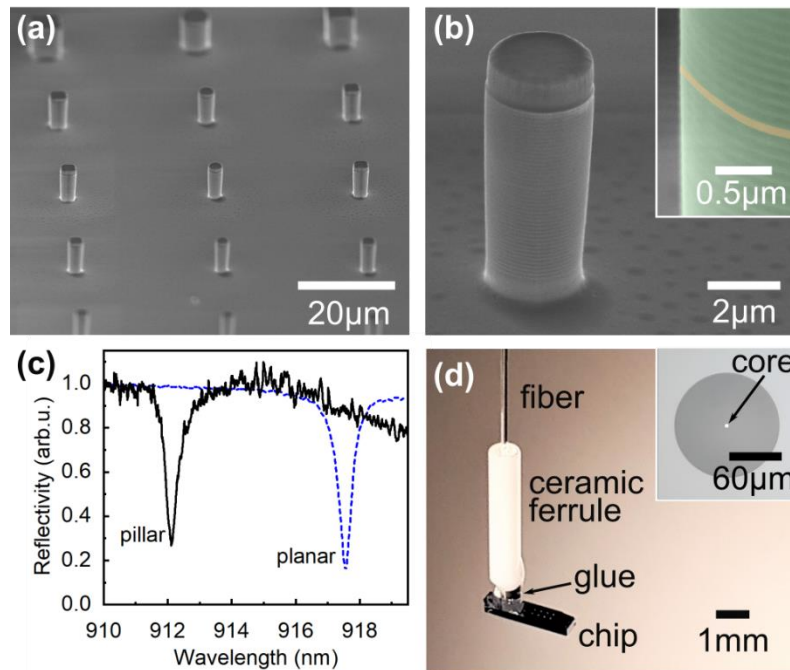 (a)
20µm
(b)
0.5µm
2µm
(c)
Reflectivity (arb.u.)
1.0
0.8
0.6
0.4
0.2
0.0
pillar
planar
910 912 914 916 918
Wavelength (nm)
(d)
fiber
core
60µm
ceramic
ferrule
glue
chip
1mm